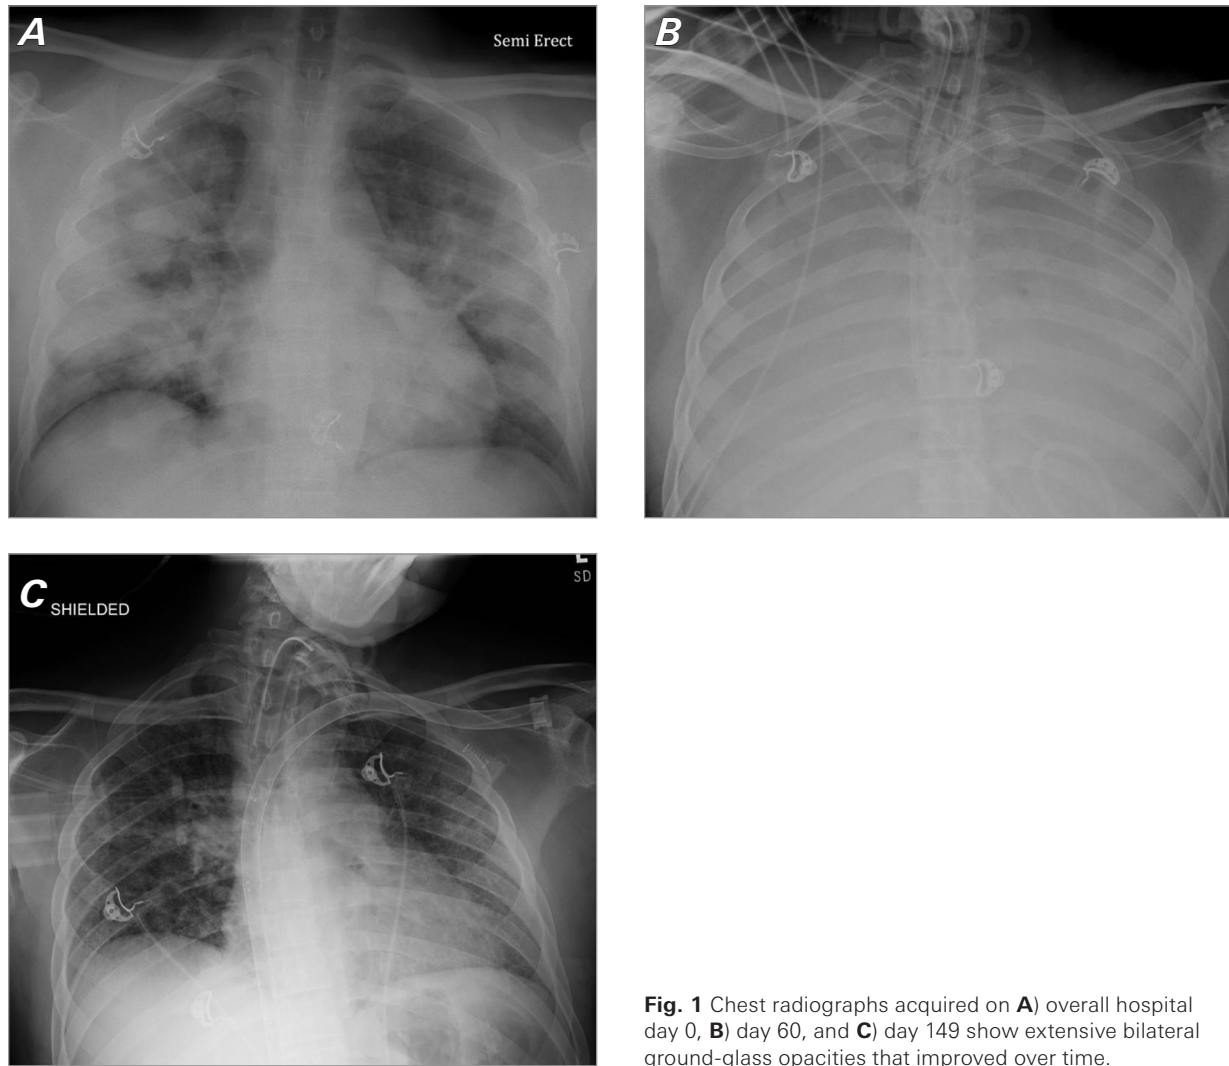 A
Semi Erect
B
C SHIELDED
SD
Fig. 1 Chest radiographs acquired on A) overall hospital
day 0, B) day 60, and C) day 149 show extensive bilateral
ground-glass opacities that improved over time.